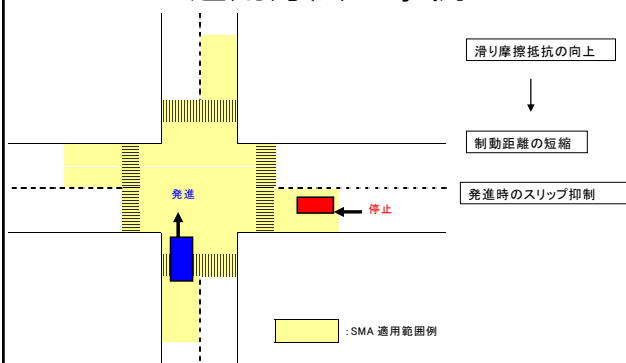 滑り摩擦抵抗の向上
制動距離の短縮
発進時のスリップ抑制
発進
停止
:SMA 適用範囲例